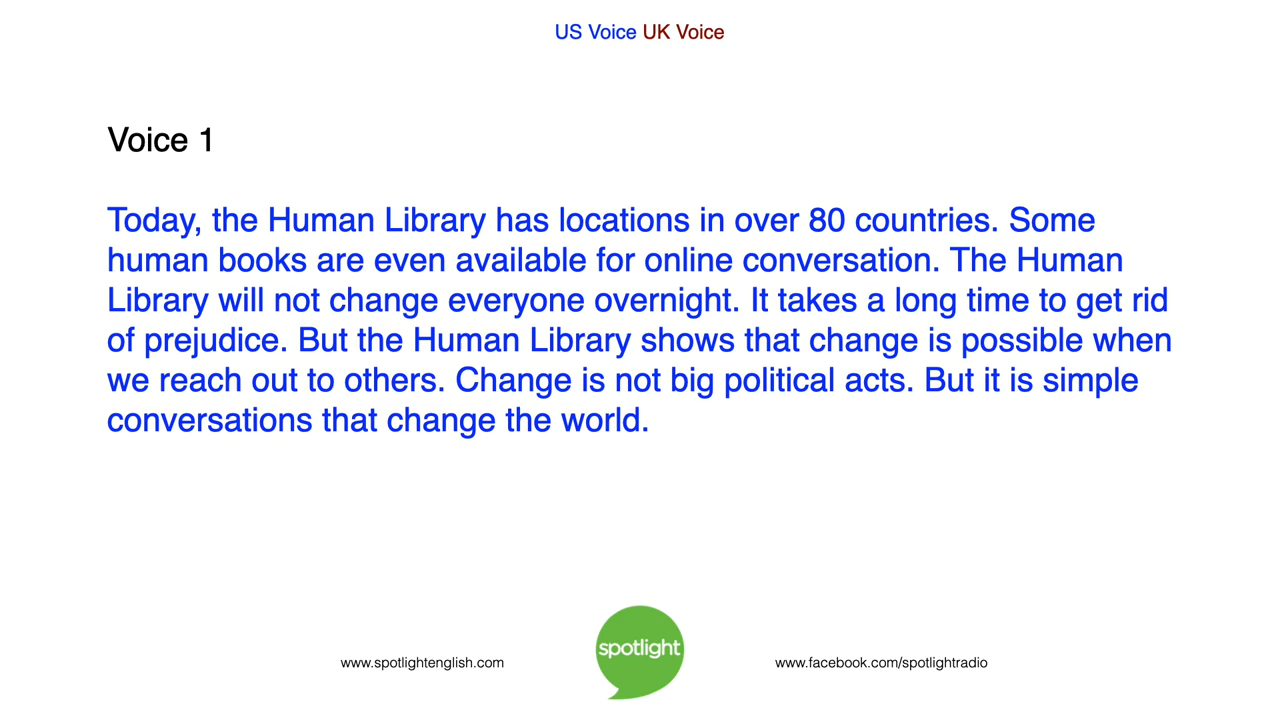 US Voice UK Voice
Voice 1
Today, the Human Library has locations in over 80 countries. Some
human books are even available for online conversation. The Human
Library will not change everyone overnight. It takes a long time to get rid
of prejudice. But the Human Library shows that change is possible when
we reach out to others. Change is not big political acts. But it is simple
conversations that change the world.
spotlight
www.spotlightenglish.com
www.facebook.com/spotlightradio